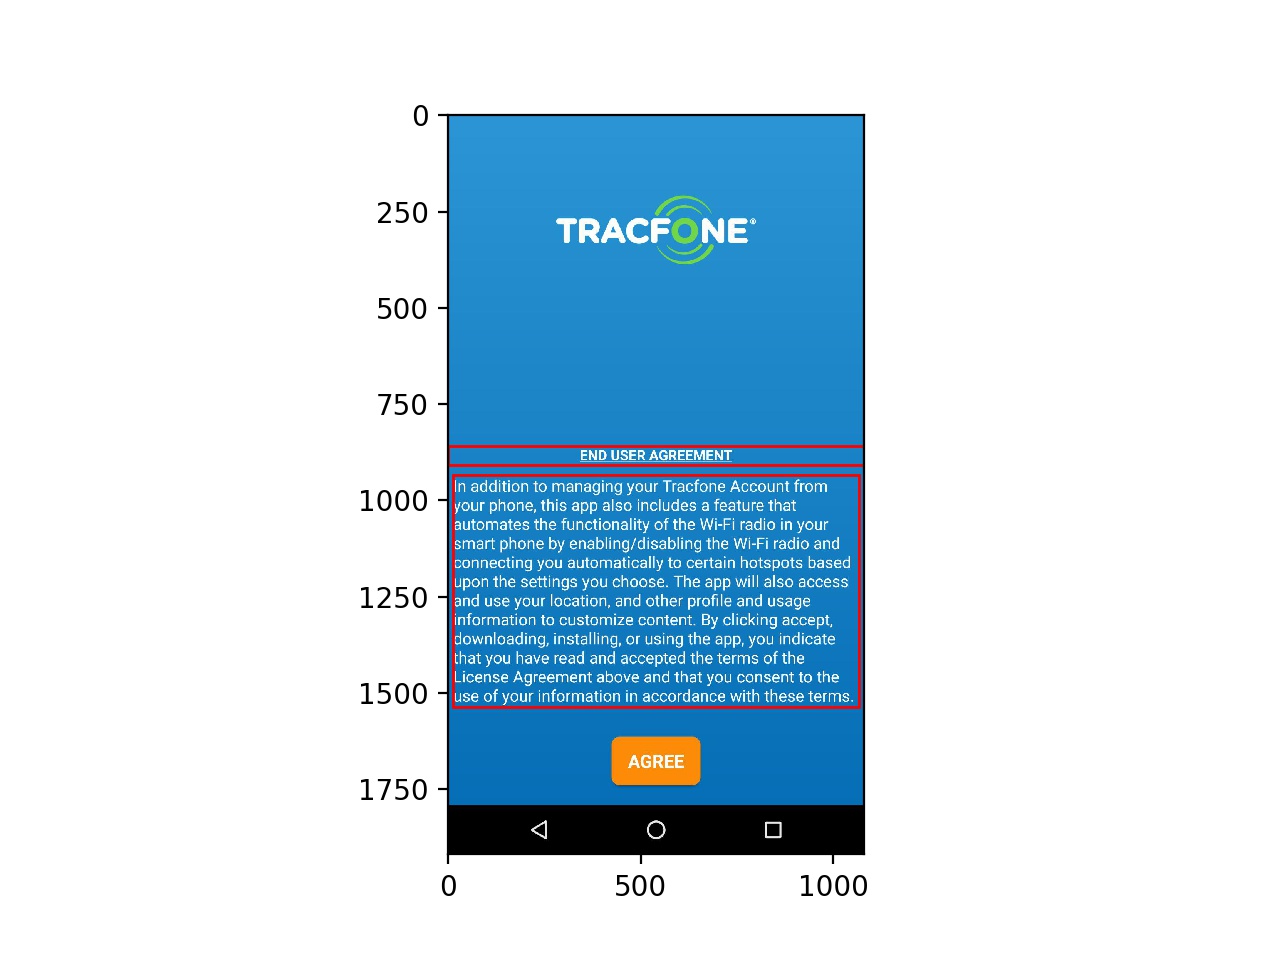 0
250
TRACFONE®
500
750
END USER AGREEMENT
In addition to managing your Tracfone Account from
1000
your phone, this app also includes a feature that
automates the functionality of the Wi-Fi radio in your
smart phone by enabling/disabling the Wi-Fi radio and
connecting you automatically to certain hotspots based
upon the settings you choose. The app will also access
1250
and use your location, and other profile and usage
information to customize content. By clicking accept,
downloading, installing, or using the app, you indicate
that you have read and accepted the terms of the
License Agreement above and that you consent to the
1500
use of your information in accordance with these terms.
AGREE
1750
0 500 1000